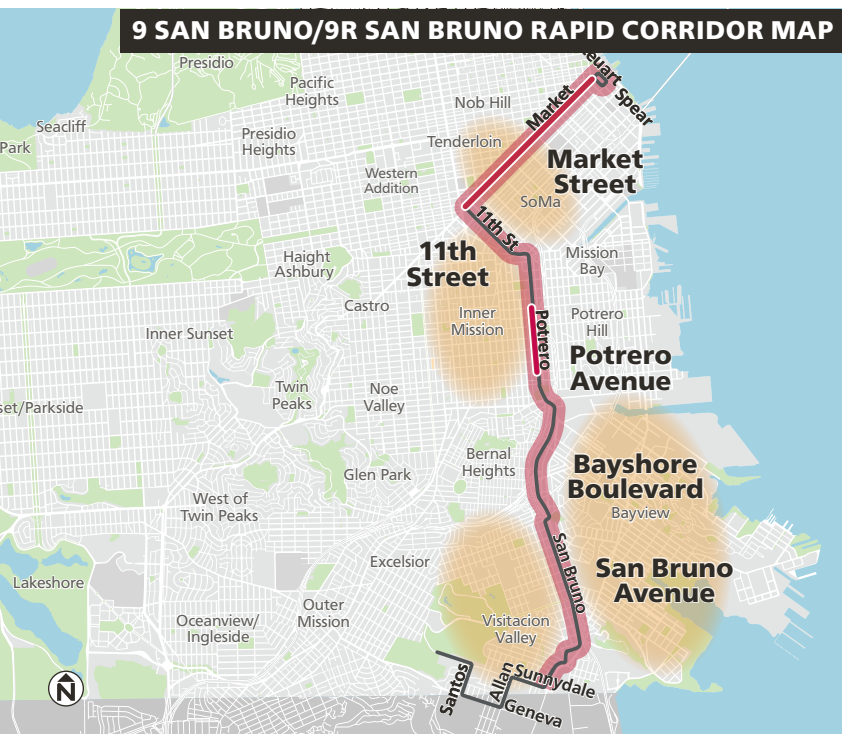 9 SAN BRUNO/9R SAN BRUNO RAPID CORRIDOR MAP
Presidio
Pacific
Heights
Nob Hill
Market
Spear
Seacliff
Park
Presidio
Heights
Tenderloin
Market
Street
Western
Addition
SoMa
11th St
11th
Street
Mission
Bay
Haight
Ashbury
Castro
Inner
Mission
Potrero
Hill
Potrero
Inner Sunset
Potrero
Avenue
Twin
Peaks
Noe
Valley
set/Parkside
Bernal
Heights
Bayshore
Boulevard
Bayview
Glen Park
West of
Twin Peaks
San Bruno
San Bruno
Avenue
Excelsior
Lakeshore
Outer
Mission
Oceanview/
Ingleside
Visitacion
Valley
Santos
Allan
Sunnydale
Geneva
N